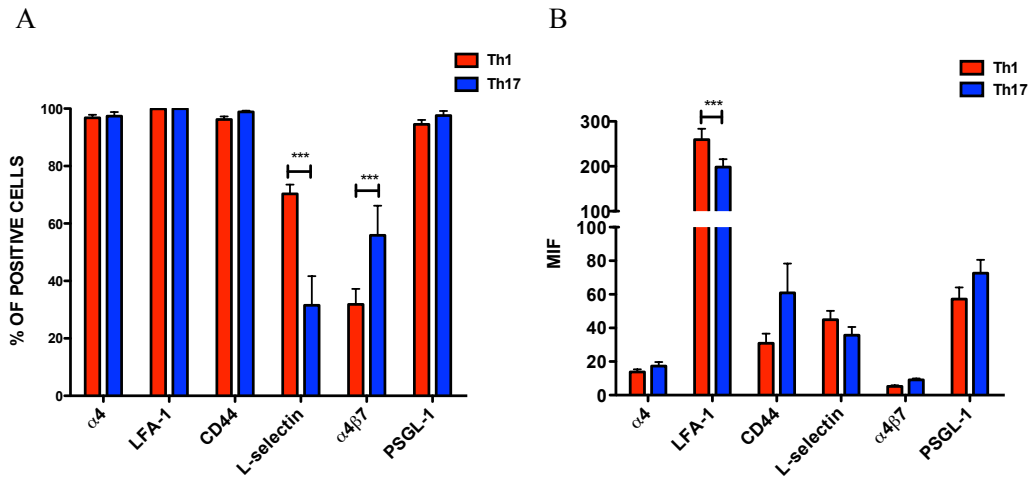 A
Th1
Th17
% OF POSITIVE CELLS
100
80
60
40
20
0
***
***
α4
LFA-1
CD44
L-selectin
α4β7
PSGL-1
B
Th1
Th17
MIF
300
200
100
80
60
40
20
0
***
α4
LFA-1
CD44
L-selectin
α4β7
PSGL-1